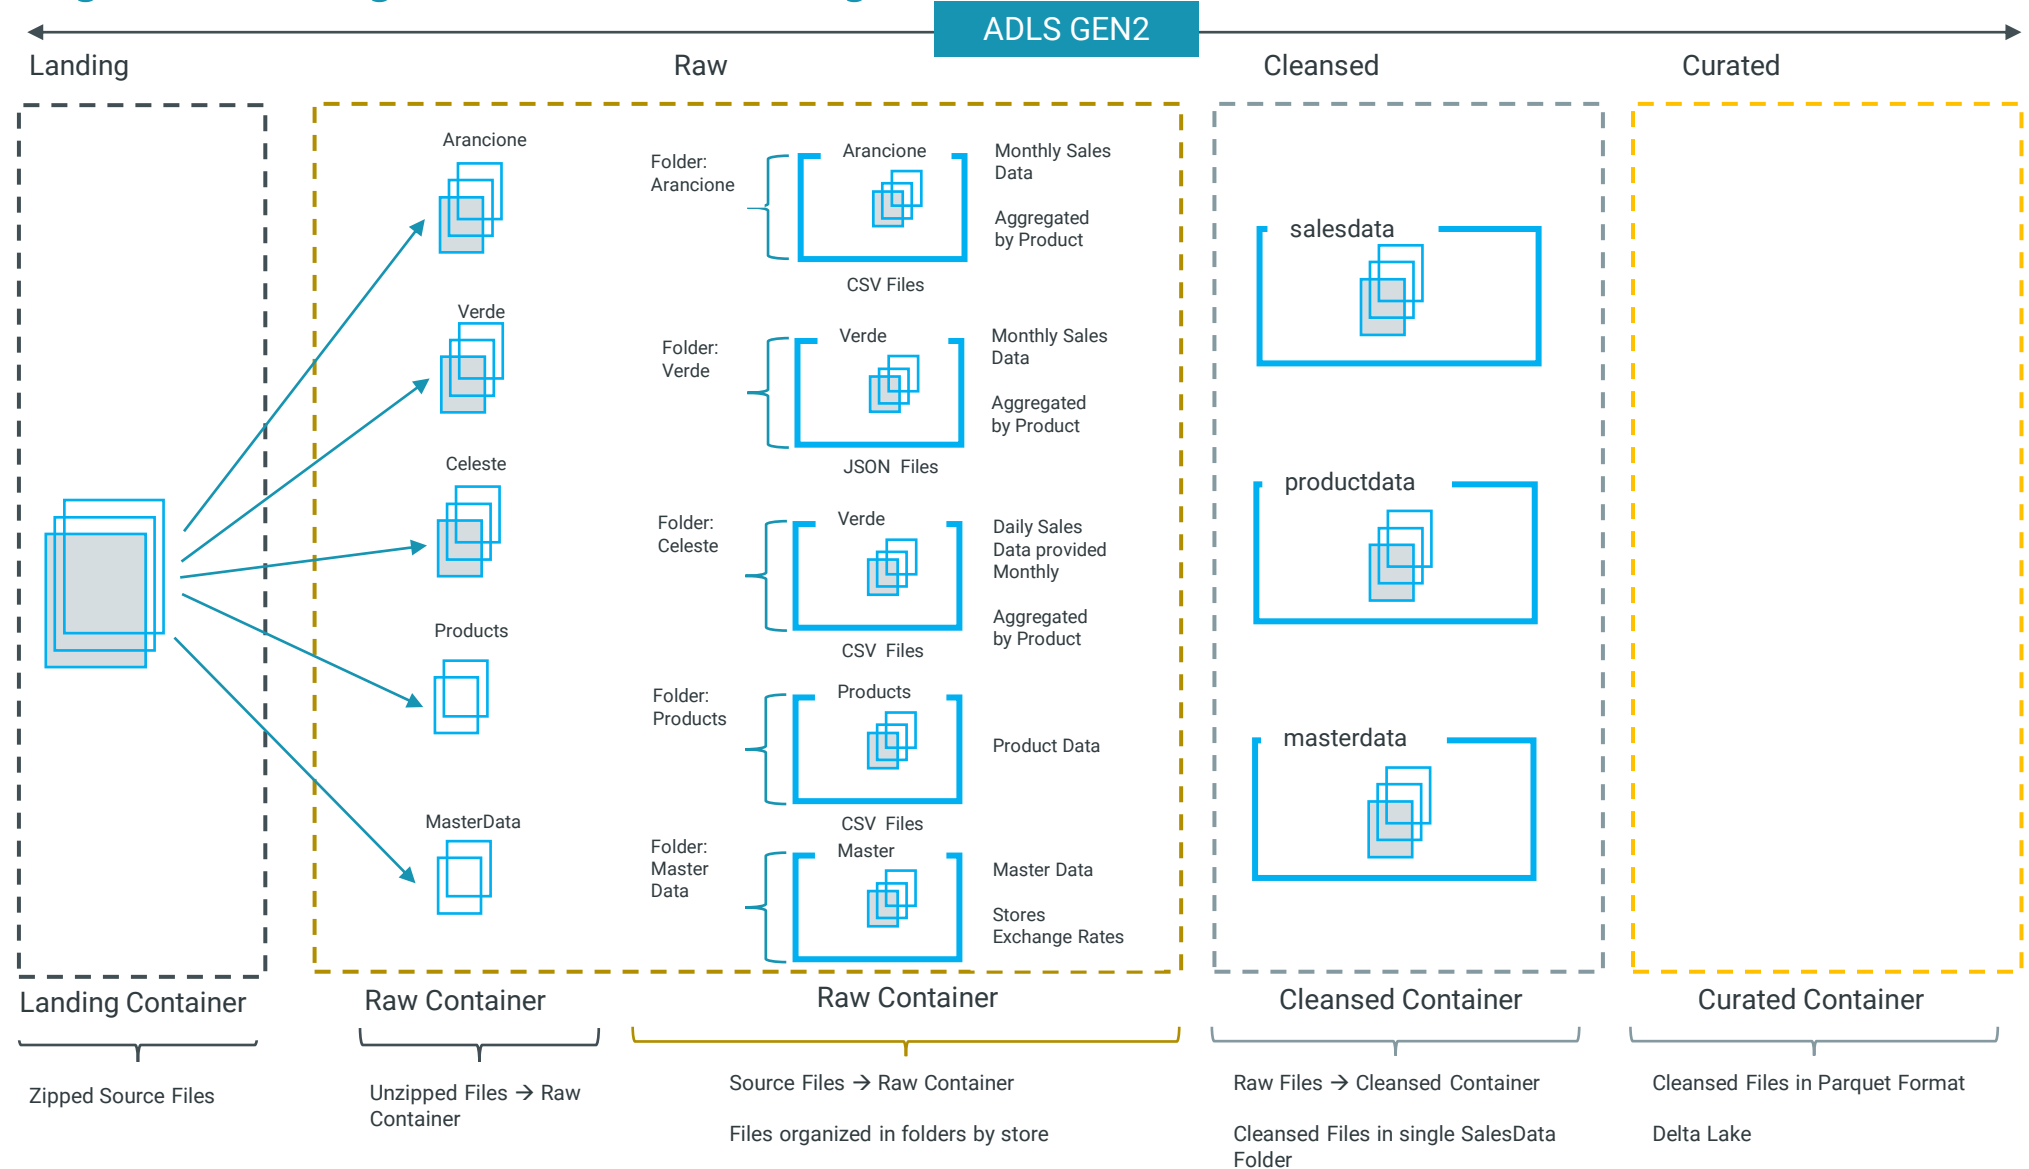 ADLS GEN2
Landing
Raw
Cleansed
Curated
Arancione
Verde
Celeste
Products
MasterData
Folder:
Arancione
Arancione
CSV Files
Monthly Sales
Data
Aggregated
by Product
Folder:
Verde
Verde
JSON Files
Monthly Sales
Data
Aggregated
by Product
Folder:
Celeste
Verde
CSV Files
Daily Sales
Data provided
Monthly
Aggregated
by Product
Folder:
Products
Products
CSV Files
Product Data
Folder:
Master
Data
Master
Master Data
Stores
Exchange Rates
salesdata
productdata
masterdata
Landing Container
Raw Container
Raw Container
Cleansed Container
Curated Container
Zipped Source Files
Unzipped Files → Raw
Container
Source Files → Raw Container
Files organized in folders by store
Raw Files → Cleansed Container
Cleansed Files in single SalesData
Folder
Cleansed Files in Parquet Format
Delta Lake